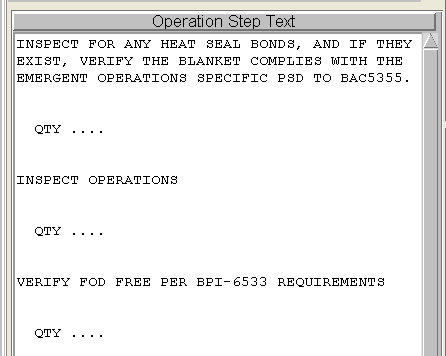 Operation Step Text
INSPECT FOR ANY HEAT SEAL BONDS, AND IF THEY
EXIST, VERIFY THE BLANKET COMPLIES WITH THE
EMERGENT OPERATIONS SPECIFIC PSD TO BAC5355.
QTY ....
INSPECT OPERATIONS
QTY ....
VERIFY FOD FREE PER BPI-6533 REQUIREMENTS
QTY ....